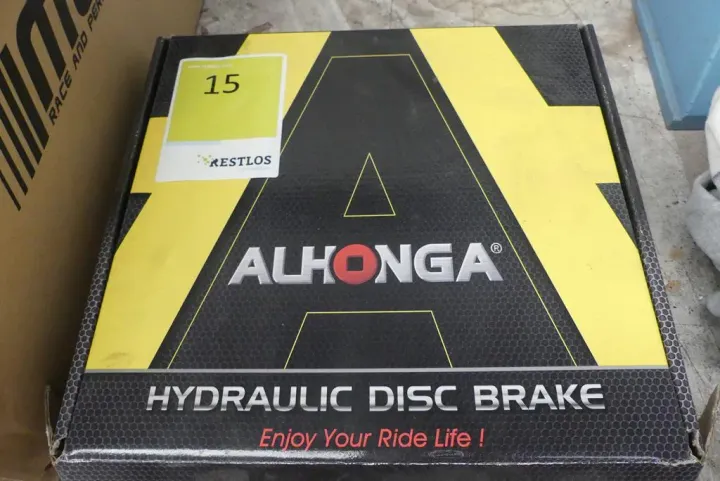 RACE AND PER
15
RESTLOS
ALHONGA®
HYDRAULIC DISC BRAKE
Enjoy Your Ride Life !